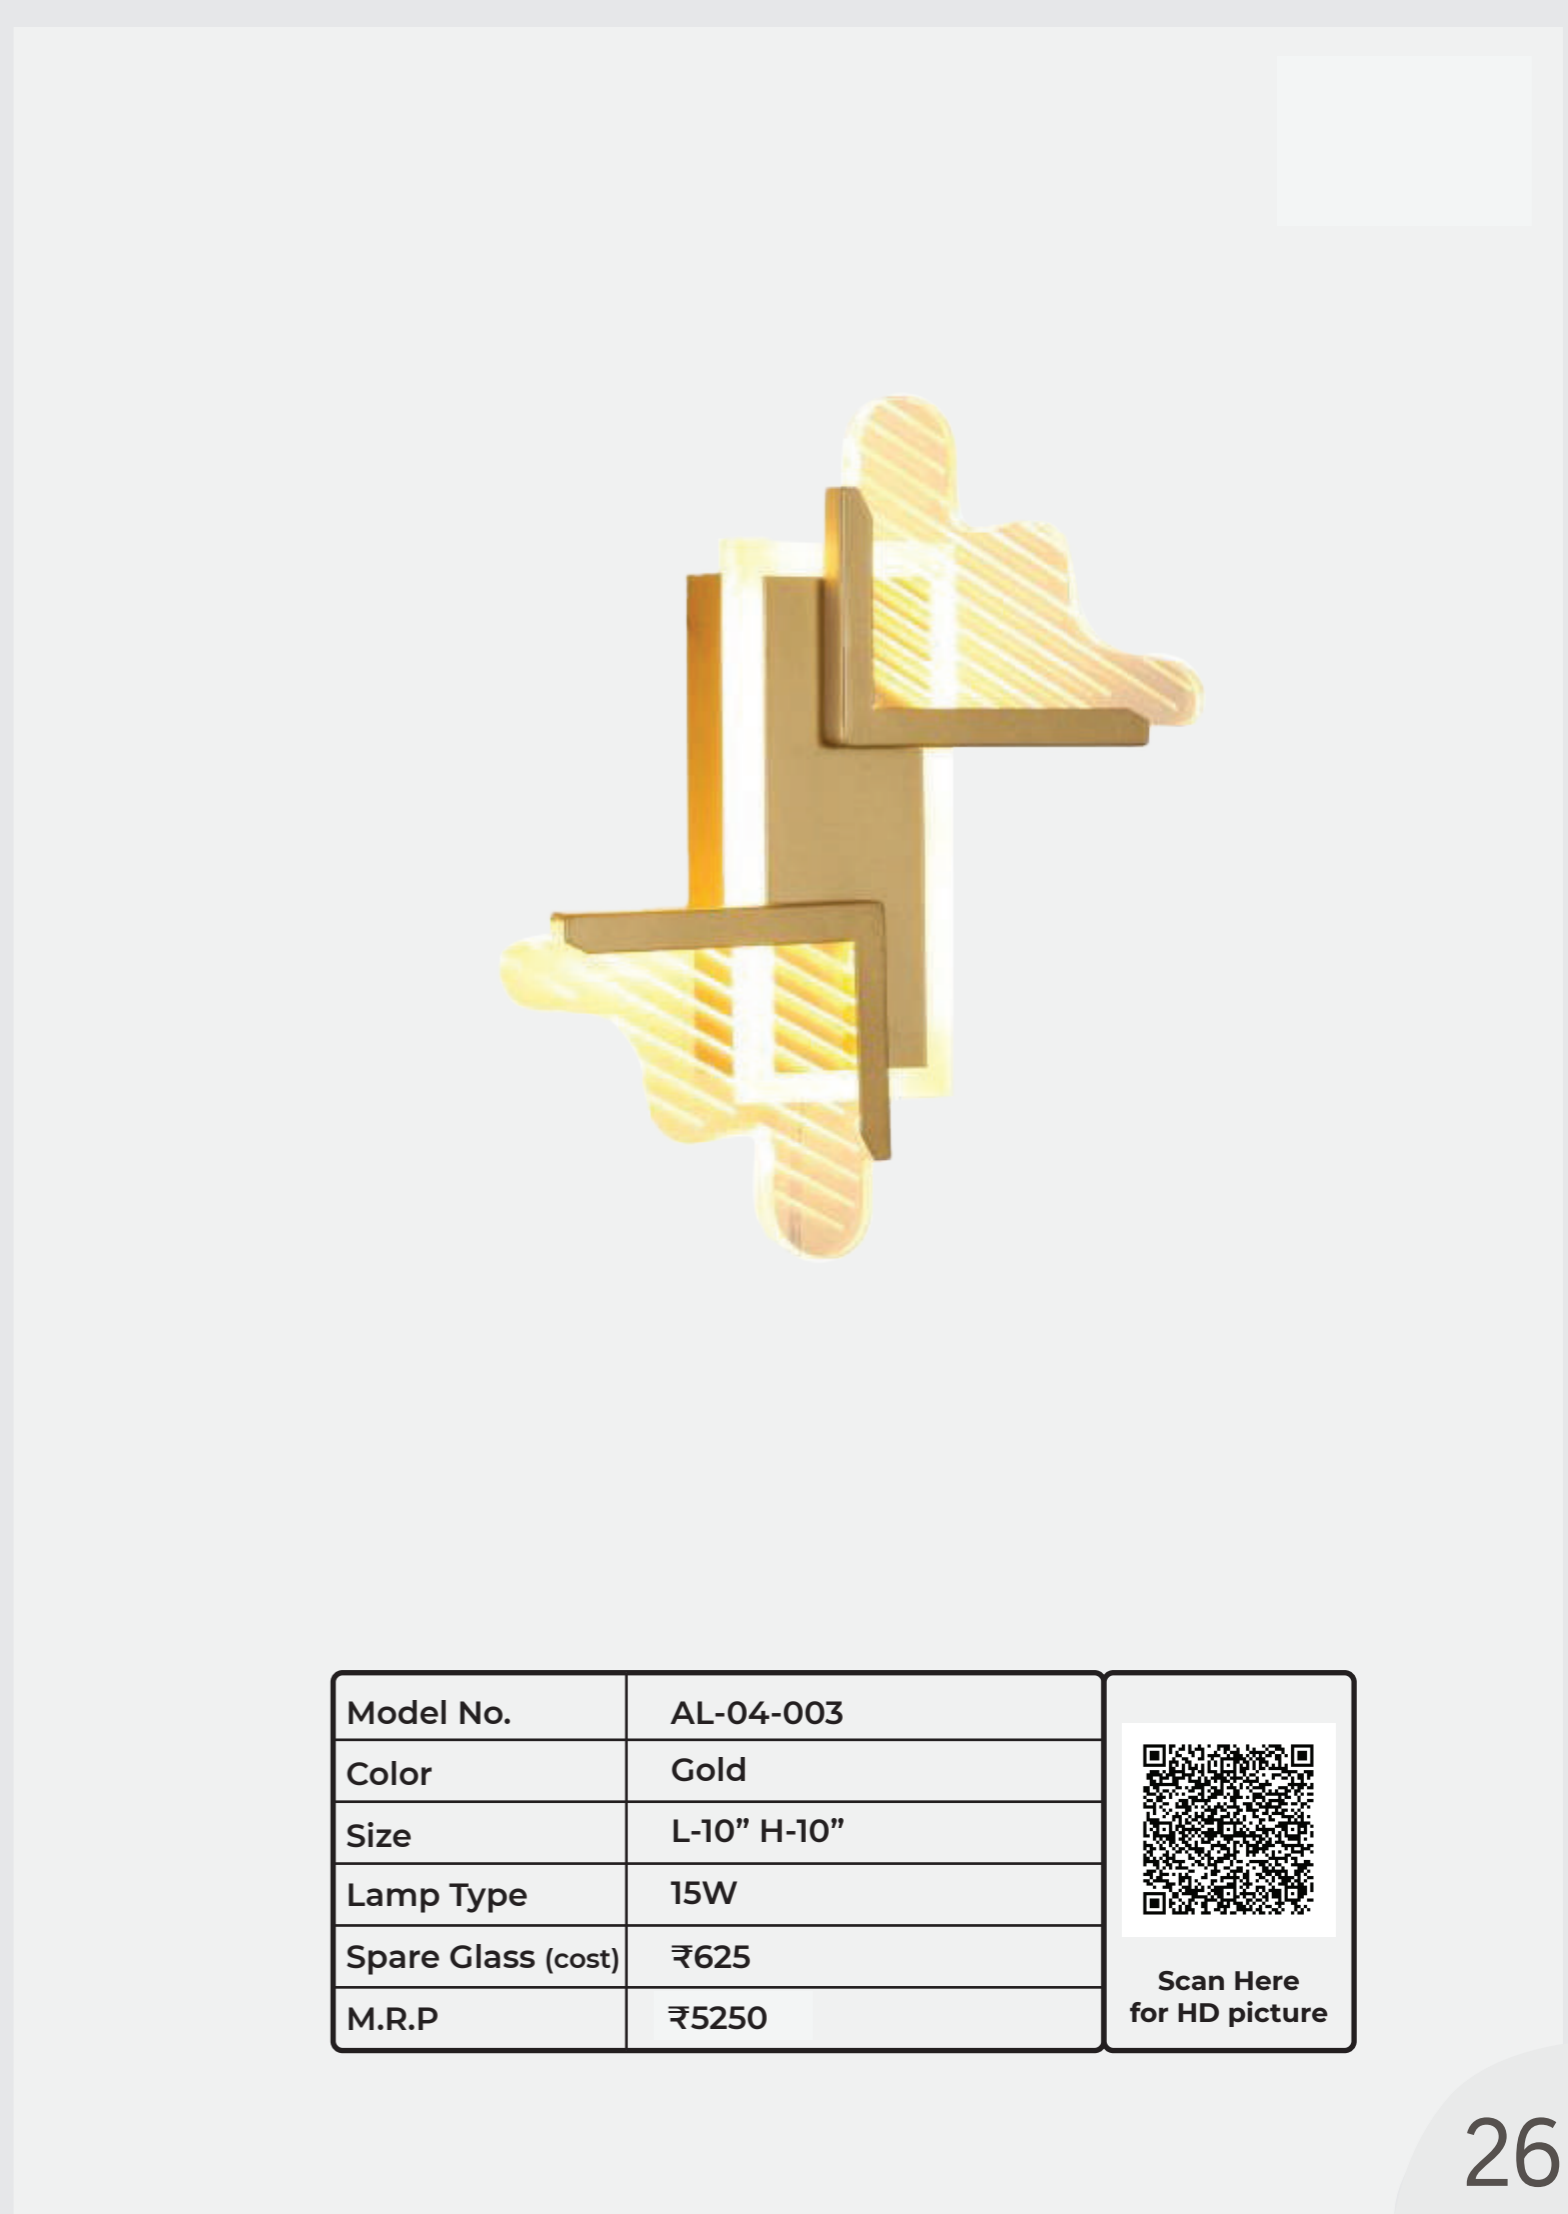 Model No. AL-04-003
Color Gold
Size L-10” H-10”
Lamp Type 15W
Spare Glass (cost) ₹625
M.R.P ₹5250
Scan Here
for HD picture
26